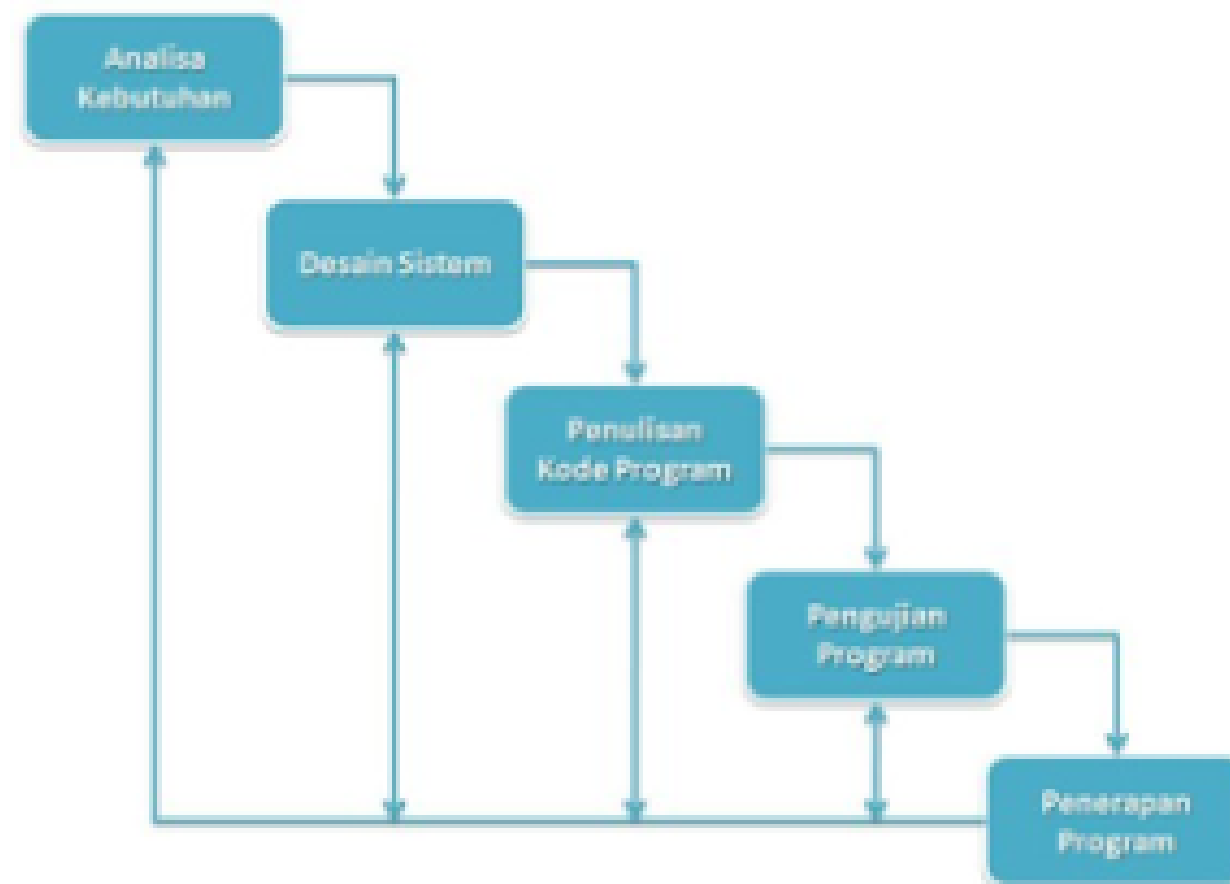 Analisa
Kebutuhan
Desain Sistem
Penulisan
Kode Program
Pengujian
Program
Penerapan
Program